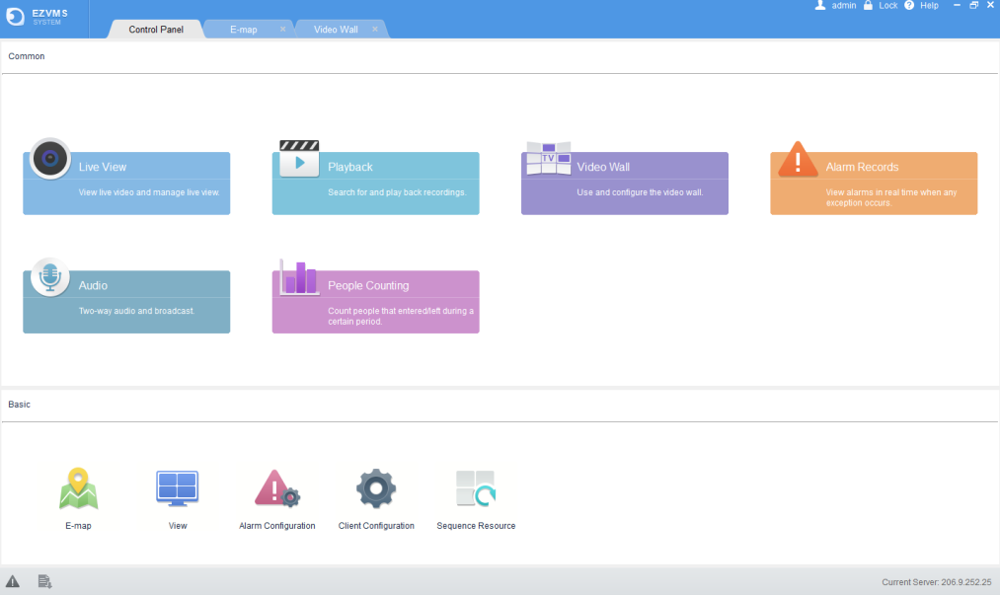 EZVMS
SYSTEM
admin Lock Help
Control Panel E-map Video Wall
Common
Live View
View live video and manage live view.
Playback
Search for and play back recordings.
TV
Video Wall
Use and configure the video wall.
Alarm Records
View alarms in real time when any
exception occurs.
Audio
Two-way audio and broadcast.
People Counting
Count people that entered/left during a
certain period.
Basic
E-map View Alarm Configuration Client Configuration Sequence Resource
Current Server: 206.9.252.25